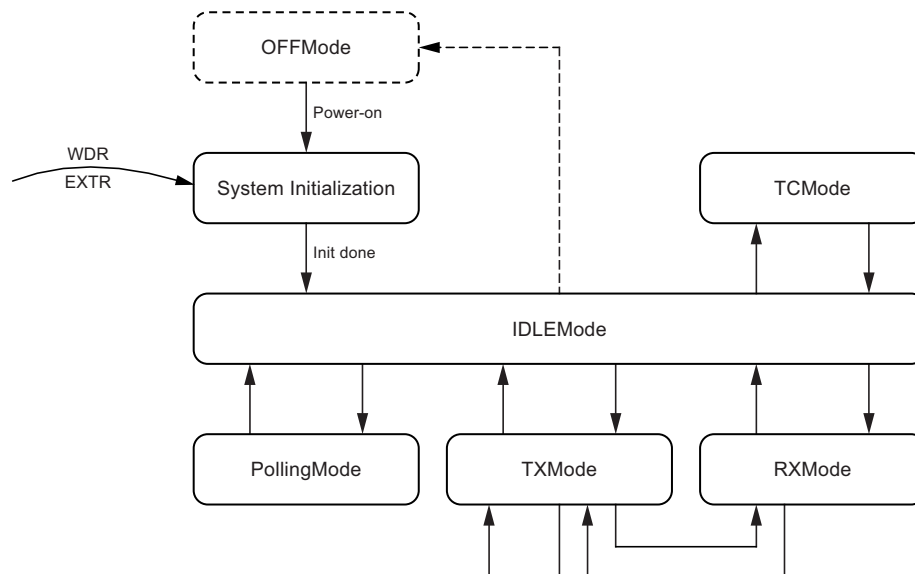 OFFMode
Power-on
WDR
EXTR
System Initialization
TCMode
Init done
IDLEMode
PollingMode
TXMode
RXMode